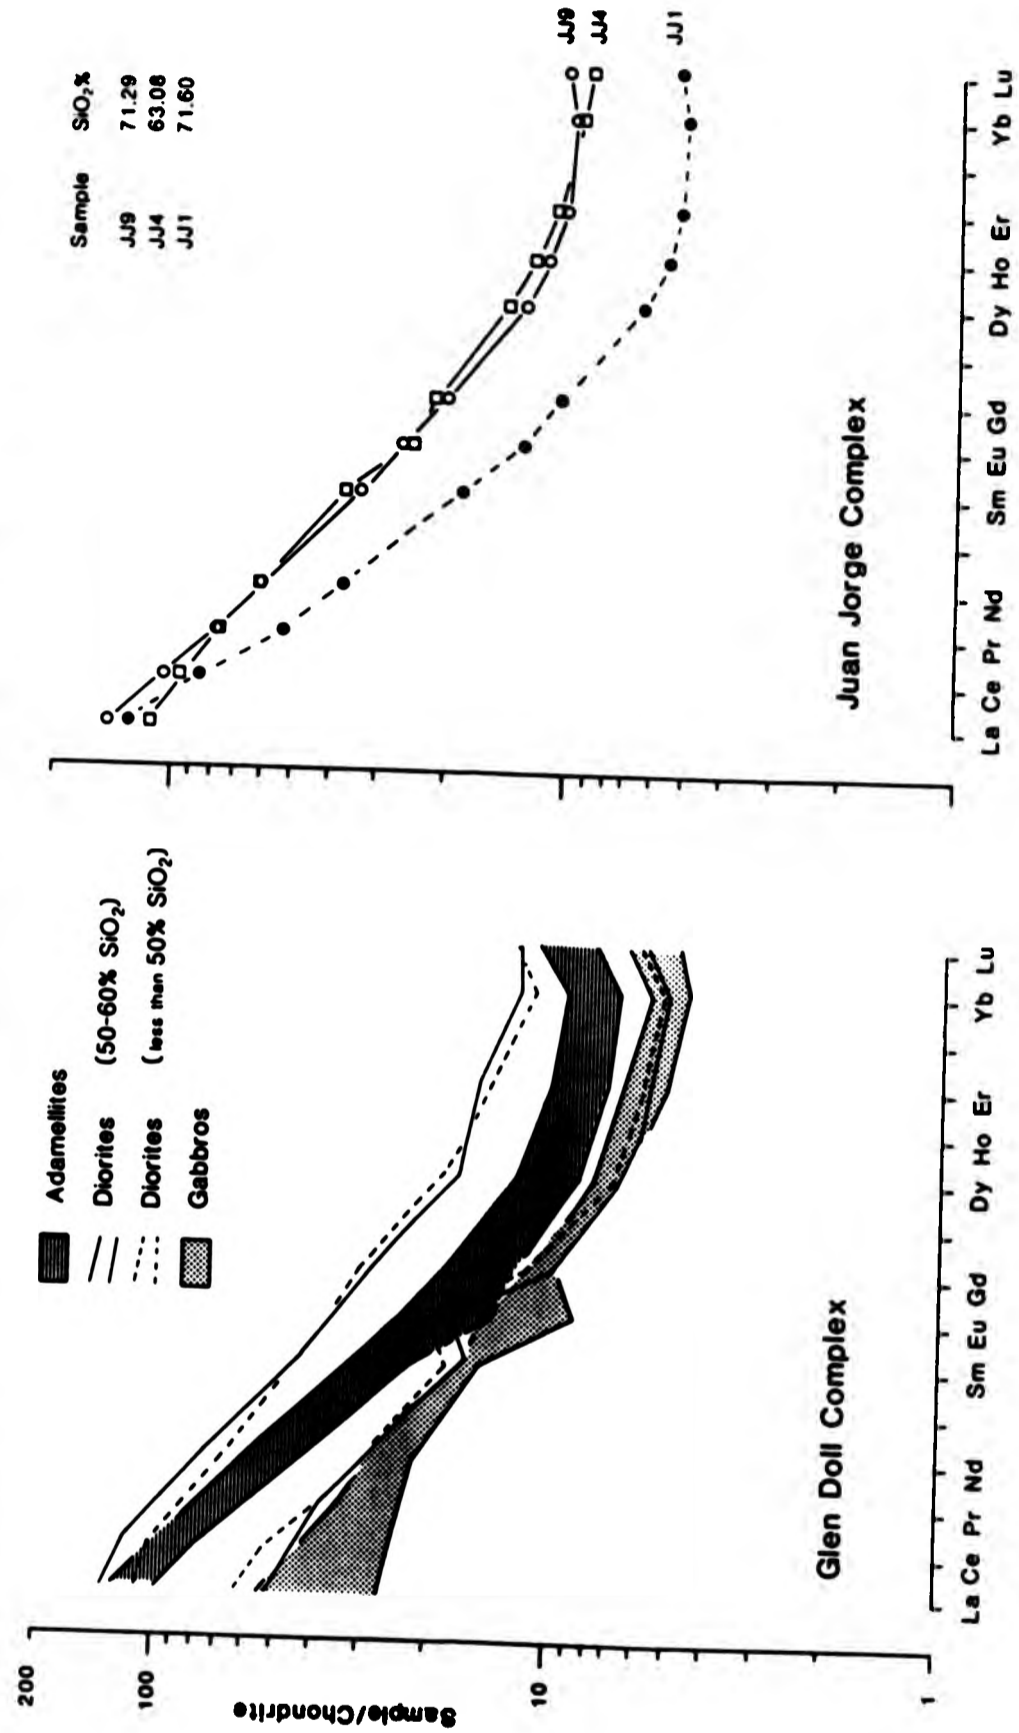 Adamellites
Diorites (50-60% SiO₂)
Diorites (less than 50% SiO₂)
Gabbros
200
100
10
1
Sample/Chondrite
Glen Doll Complex
La Ce Pr Nd Sm Eu Gd Dy Ho Er Yb Lu
Sample SiO₂%
JJ9 71.29
JJ4 63.08
JJ1 71.60
JJ9
JJ4
JJ1
Juan Jorge Complex
La Ce Pr Nd Sm Eu Gd Dy Ho Er Yb Lu